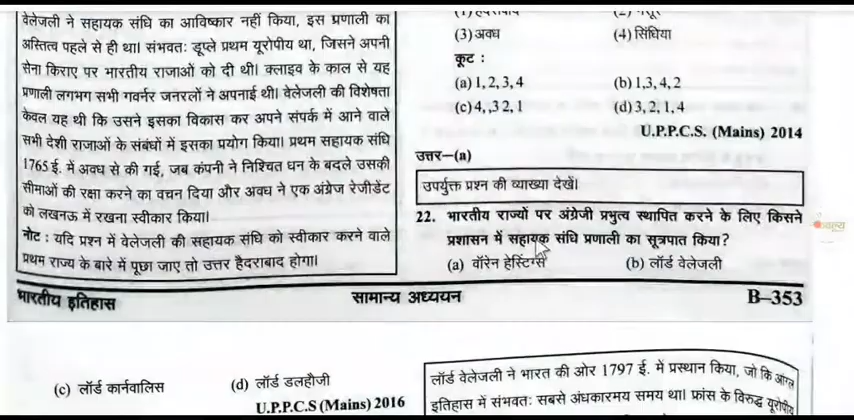 वेलेजली ने सहायक संधि का आविष्कार नहीं किया, इस प्रणाली का
अस्तित्व पहले से ही था। संभवतः डूप्ले प्रथम यूरोपीय था, जिसने अपनी
सेना किराए पर भारतीय राजाओं को दी थी। क्लाइव के काल से यह
प्रणाली लगभग सभी गवर्नर जनरलों ने अपनाई थी। वेलेजली की विशेषता
केवल यह थी कि उसने इसका विकास कर अपने संपर्क में आने वाले
सभी देशी राजाओं के संबंधों में इसका प्रयोग किया। प्रथम सहायक संधि
1765 ई. में अवध से की गई, जब कंपनी ने निश्चित धन के बदले उसकी
सीमाओं की रक्षा करने का वचन दिया और अवध ने एक अंग्रेज रेजीडेंट
को लखनऊ में रखना स्वीकार किया।
नोट : यदि प्रश्न में वेलेजली की सहायक संधि को स्वीकार करने वाले
प्रथम राज्य के बारे में पूछा जाए तो उत्तर हैदराबाद होगा।
(1) हैदराबाद (2) मैसूर
(3) अवध (4) सिंधिया
कूट :
(a) 1, 2, 3, 4 (b) 1,3, 4, 2
(c) 4, ,3 2, 1 (d) 3, 2, 1, 4
U.P.P.C.S. (Mains) 2014
उत्तर—(a)
उपर्युक्त प्रश्न की व्याख्या देखें।
22. भारतीय राज्यों पर अंग्रेजी प्रभुत्व स्थापित करने के लिए किसने
प्रशासन में सहायक संधि प्रणाली का सूत्रपात किया?
(a) वॉरेन हेस्टिंग्स (b) लॉर्ड वेलेजली
भारतीय इतिहास सामान्य अध्ययन B—353
(c) लॉर्ड कार्नवालिस (d) लॉर्ड डलहौजी
U.P.P.C.S (Mains) 2016
लॉर्ड वेलेजली ने भारत की ओर 1797 ई. में प्रस्थान किया, जो कि आंग्ल
इतिहास में संभवतः सबसे अंधकारमय समय था। फ्रांस के विरुद्ध यूरोपीय